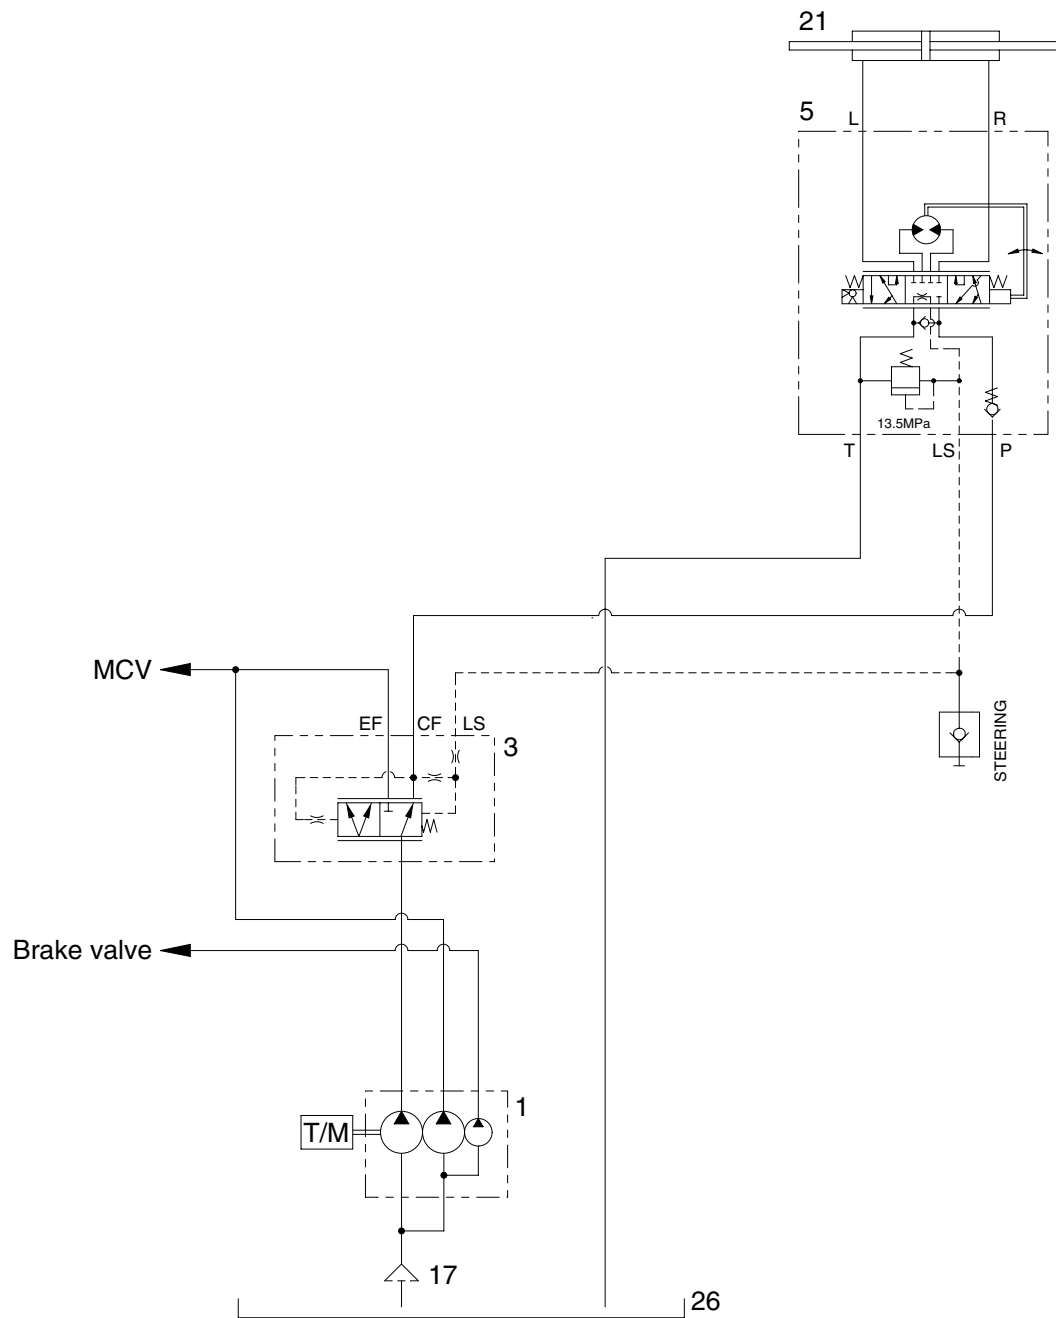 21
5
L
R
13.5MPa
T
LS
P
MCV
EF
CF
LS
3
STEERING
Brake valve
1
T/M
17
26